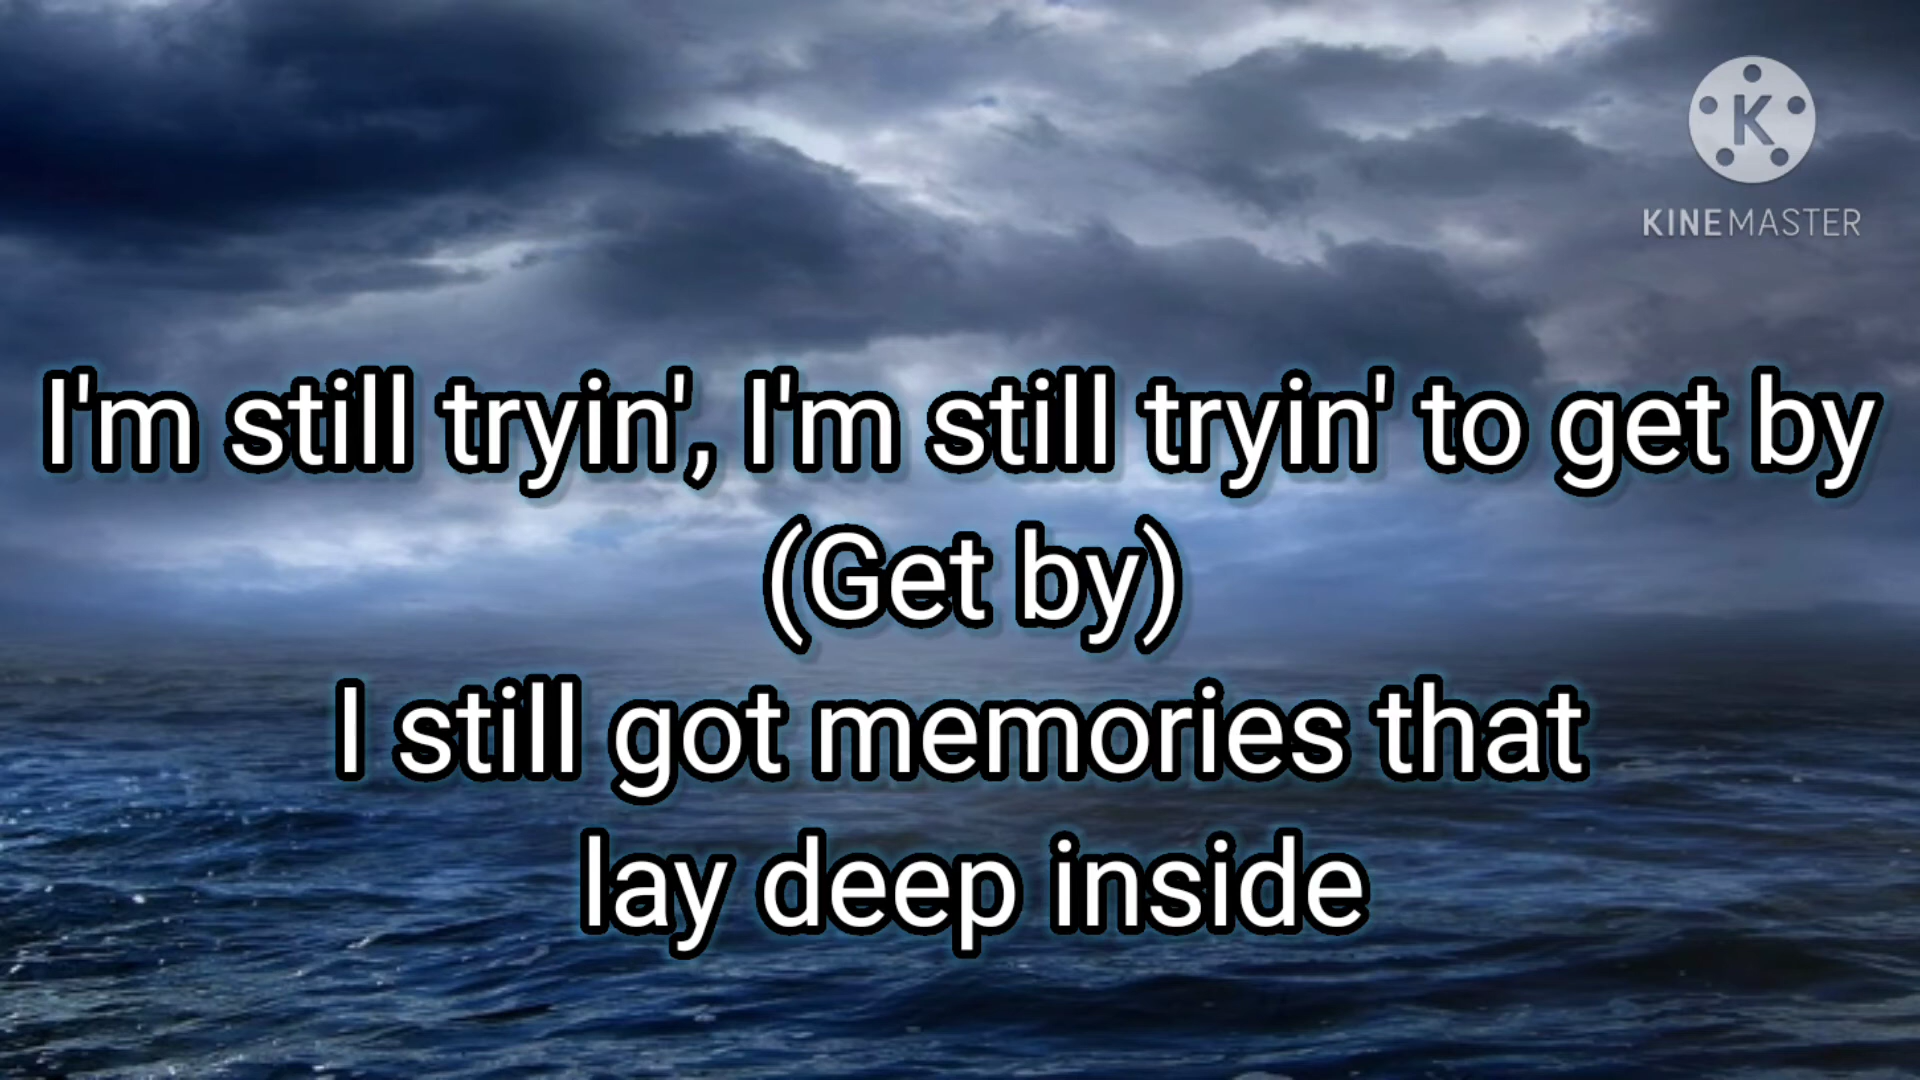 K
KINEMASTER
I'm still tryin', I'm still tryin' to get by
(Get by)
I still got memories that
lay deep inside